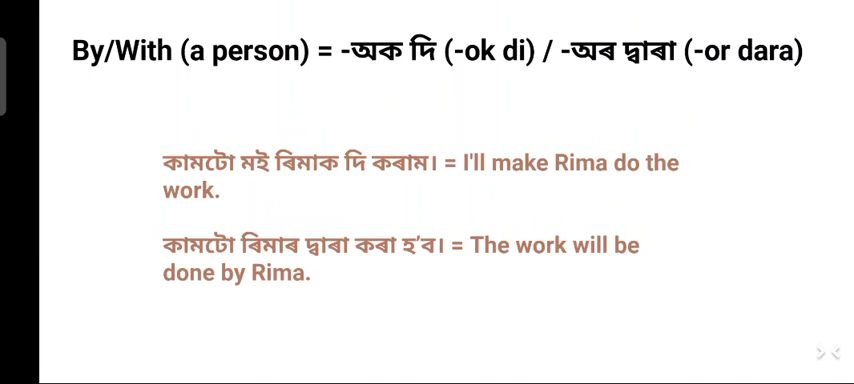 By/With (a person) = -অক দি (-ok di) / -অৰ দ্বাৰা (-or dara)
কামটো মই ৰিমাক দি কৰাম। = I'll make Rima do the
work.
কামটো ৰিমাৰ দ্বাৰা কৰা হ'ব। = The work will be
done by Rima.